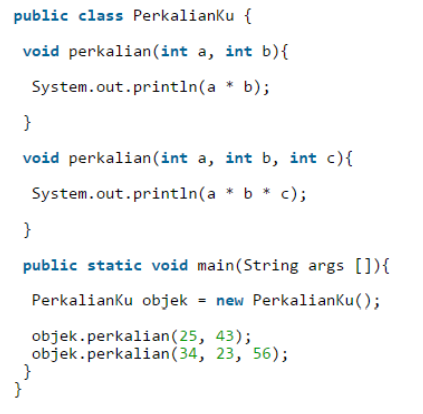 public class PerkalianKu {
void perkalian(int a, int b){
System.out.println(a * b);
}
void perkalian(int a, int b, int c){
System.out.println(a * b * c);
}
public static void main(String args []){
PerkalianKu objek = new PerkalianKu();
objek.perkalian(25, 43);
objek.perkalian(34, 23, 56);
}
}